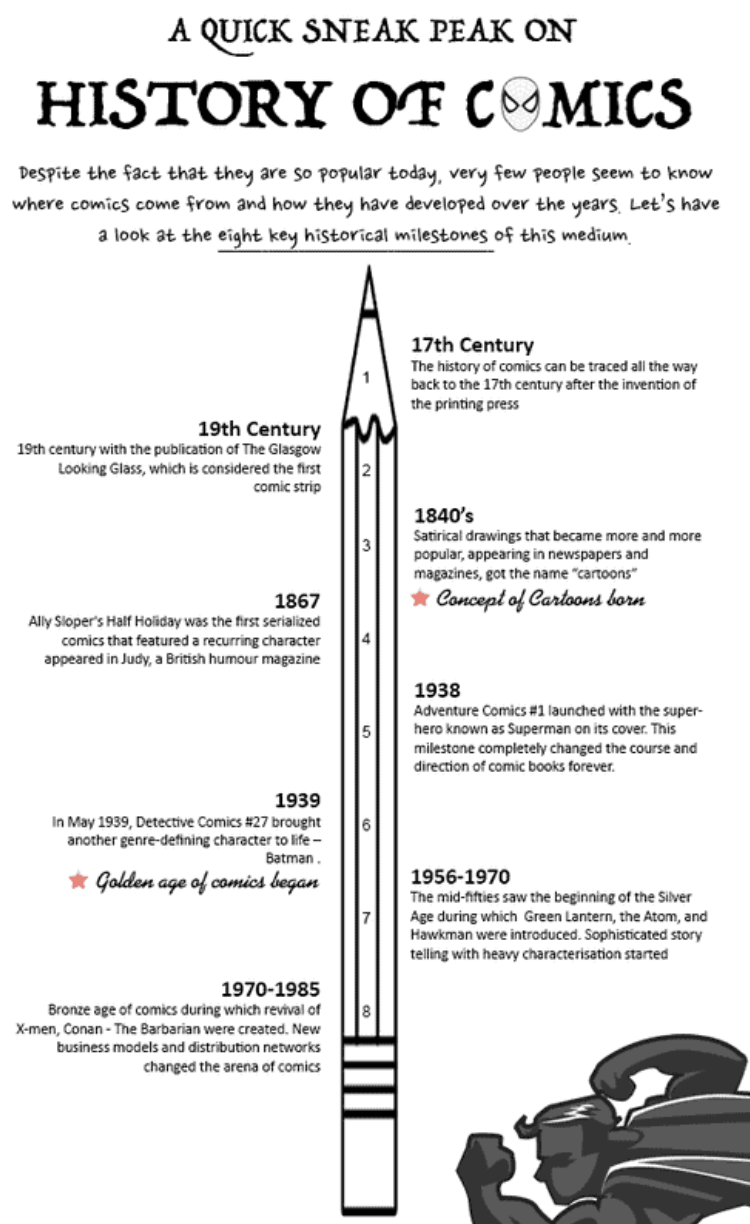 A QUICK SNEAK PEAK ON
HISTORY OF COMICS
Despite the fact that they are so popular today, very few people seem to know
where comics come from and how they have developed over the years. Let's have
a look at the eight key historical milestones of this medium.
1
17th Century
The history of comics can be traced all the way
back to the 17th century after the invention of
the printing press
19th Century
19th century with the publication of The Glasgow
Looking Glass, which is considered the first
comic strip
2
1840's
Satirical drawings that became more and more
popular, appearing in newspapers and
magazines, got the name "cartoons"
Concept of Cartoons born
3
1867
Ally Sloper's Half Holiday was the first serialized
comics that featured a recurring character
appeared in Judy, a British humour magazine
4
1938
Adventure Comics #1 launched with the super-
hero known as Superman on its cover. This
milestone completely changed the course and
direction of comic books forever.
5
1939
In May 1939, Detective Comics #27 brought
another genre-defining character to life –
Batman .
Golden age of comics began
6
1956-1970
The mid-fifties saw the beginning of the Silver
Age during which Green Lantern, the Atom, and
Hawkman were introduced. Sophisticated story
telling with heavy characterisation started
7
1970-1985
Bronze age of comics during which revival of
X-men, Conan - The Barbarian were created. New
business models and distribution networks
changed the arena of comics
8